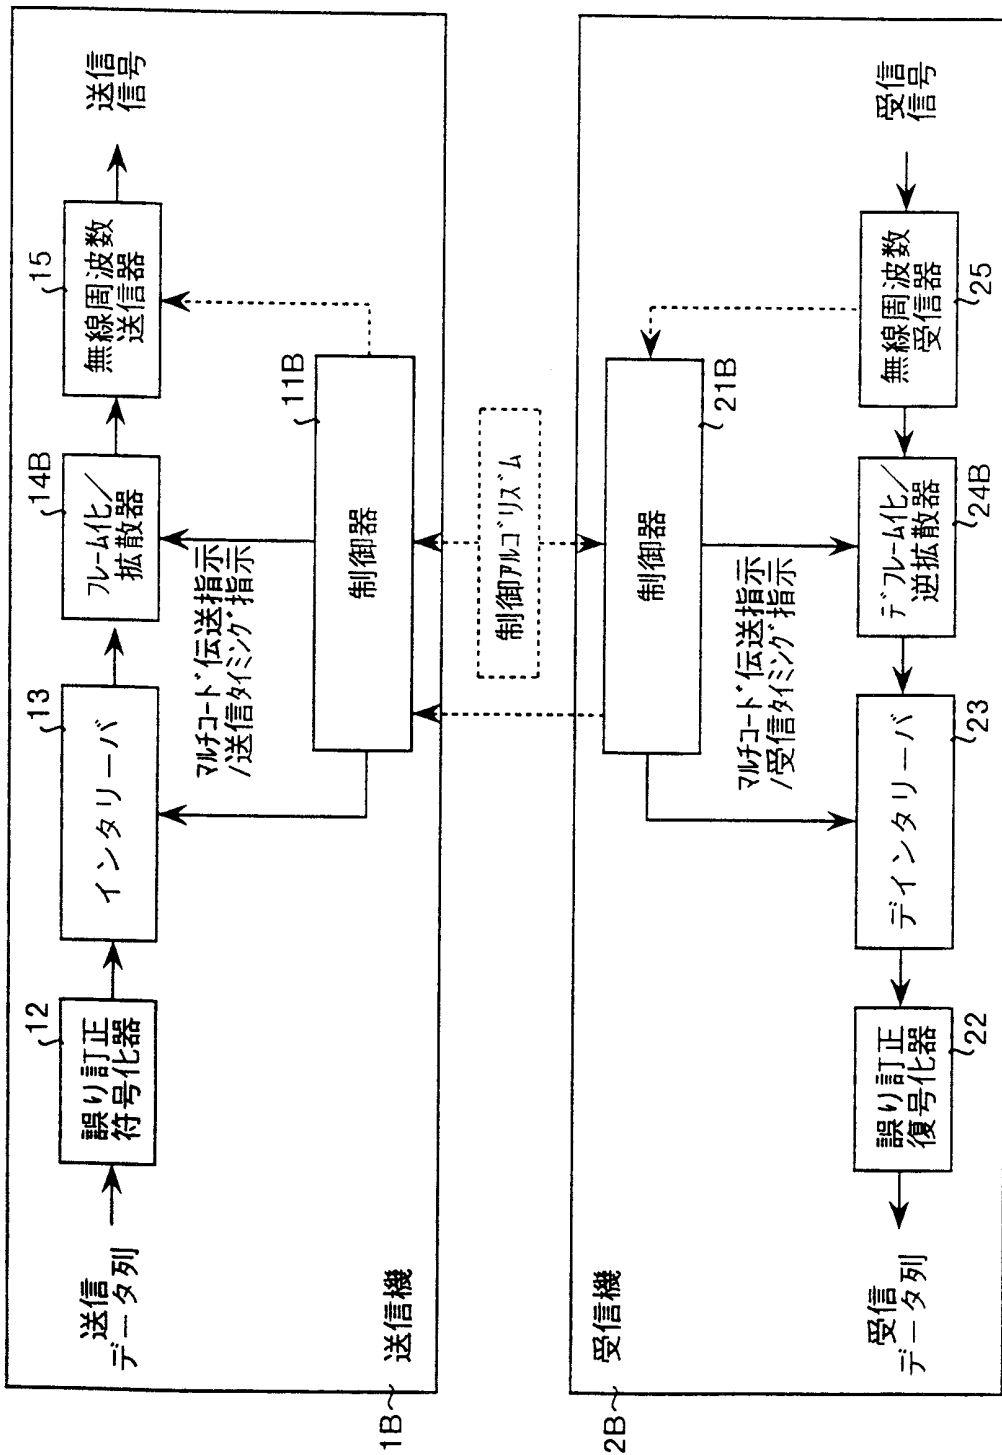 送信
データ列
12
誤り訂正
符号化器
13
インタリーバ
14B
フレーム化/
拡散器
15
無線周波数
送信器
送信
信号
マルチコード伝送指示
/送信タイミング指示
11B
制御器
送信機
1B
制御アルゴリズム
2B
受信機
制御器
21B
マルチコード伝送指示
/受信タイミング指示
受信
データ列
誤り訂正
復号化器
22
デインタリーバ
23
デフレーム化/
逆拡散器
24B
無線周波数
受信器
25
受信
信号